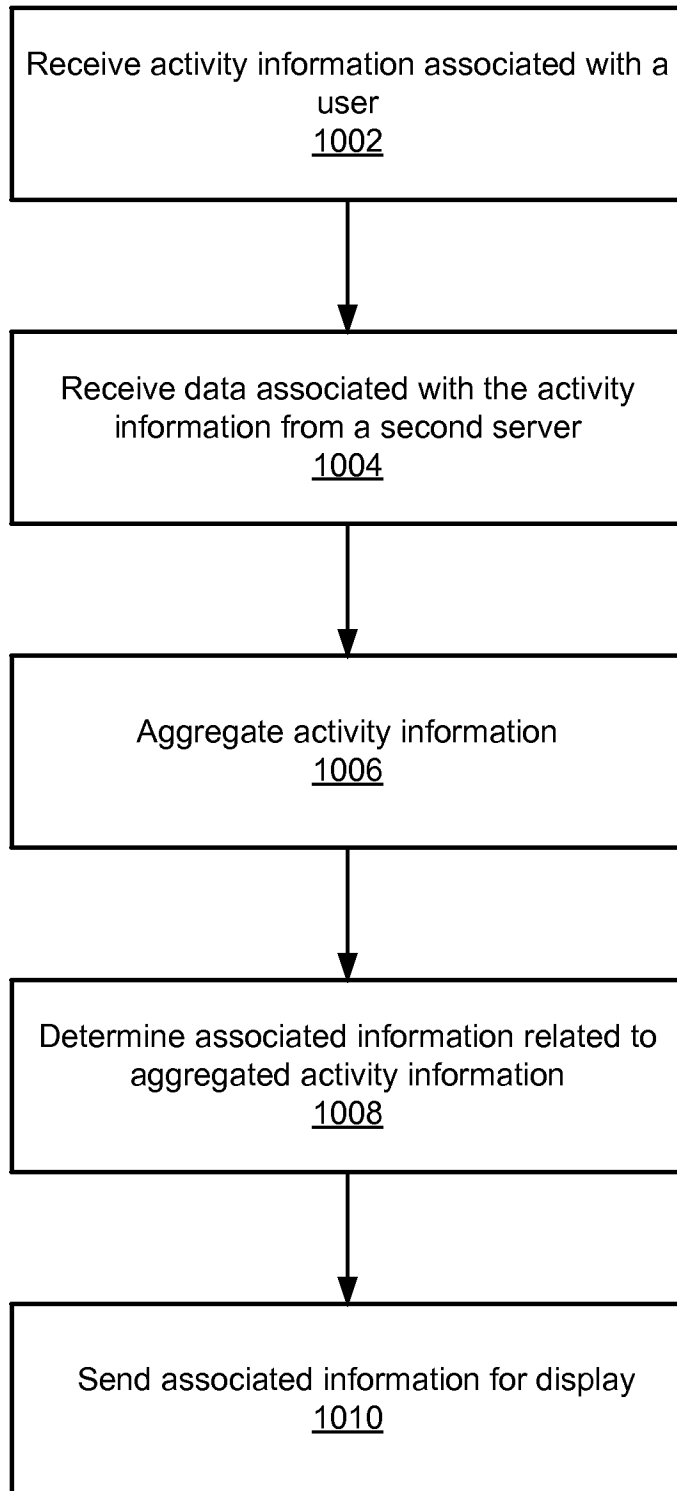 Receive activity information associated with a
user
1002
Receive data associated with the activity
information from a second server
1004
Aggregate activity information
1006
Determine associated information related to
aggregated activity information
1008
Send associated information for display
1010